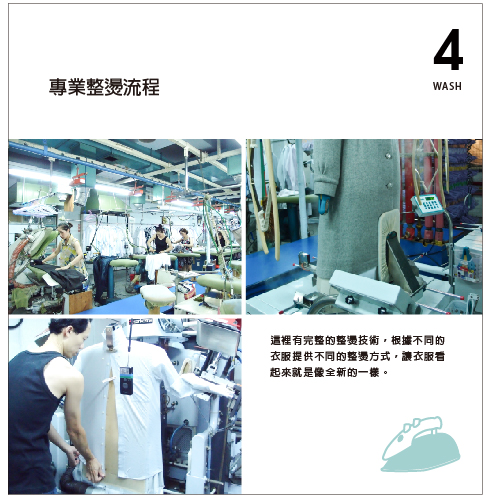 4
WASH
專業整燙流程
這裡有完整的整燙技術，根據不同的
衣服提供不同的整燙方式，讓衣服看
起來就是像全新的一樣。